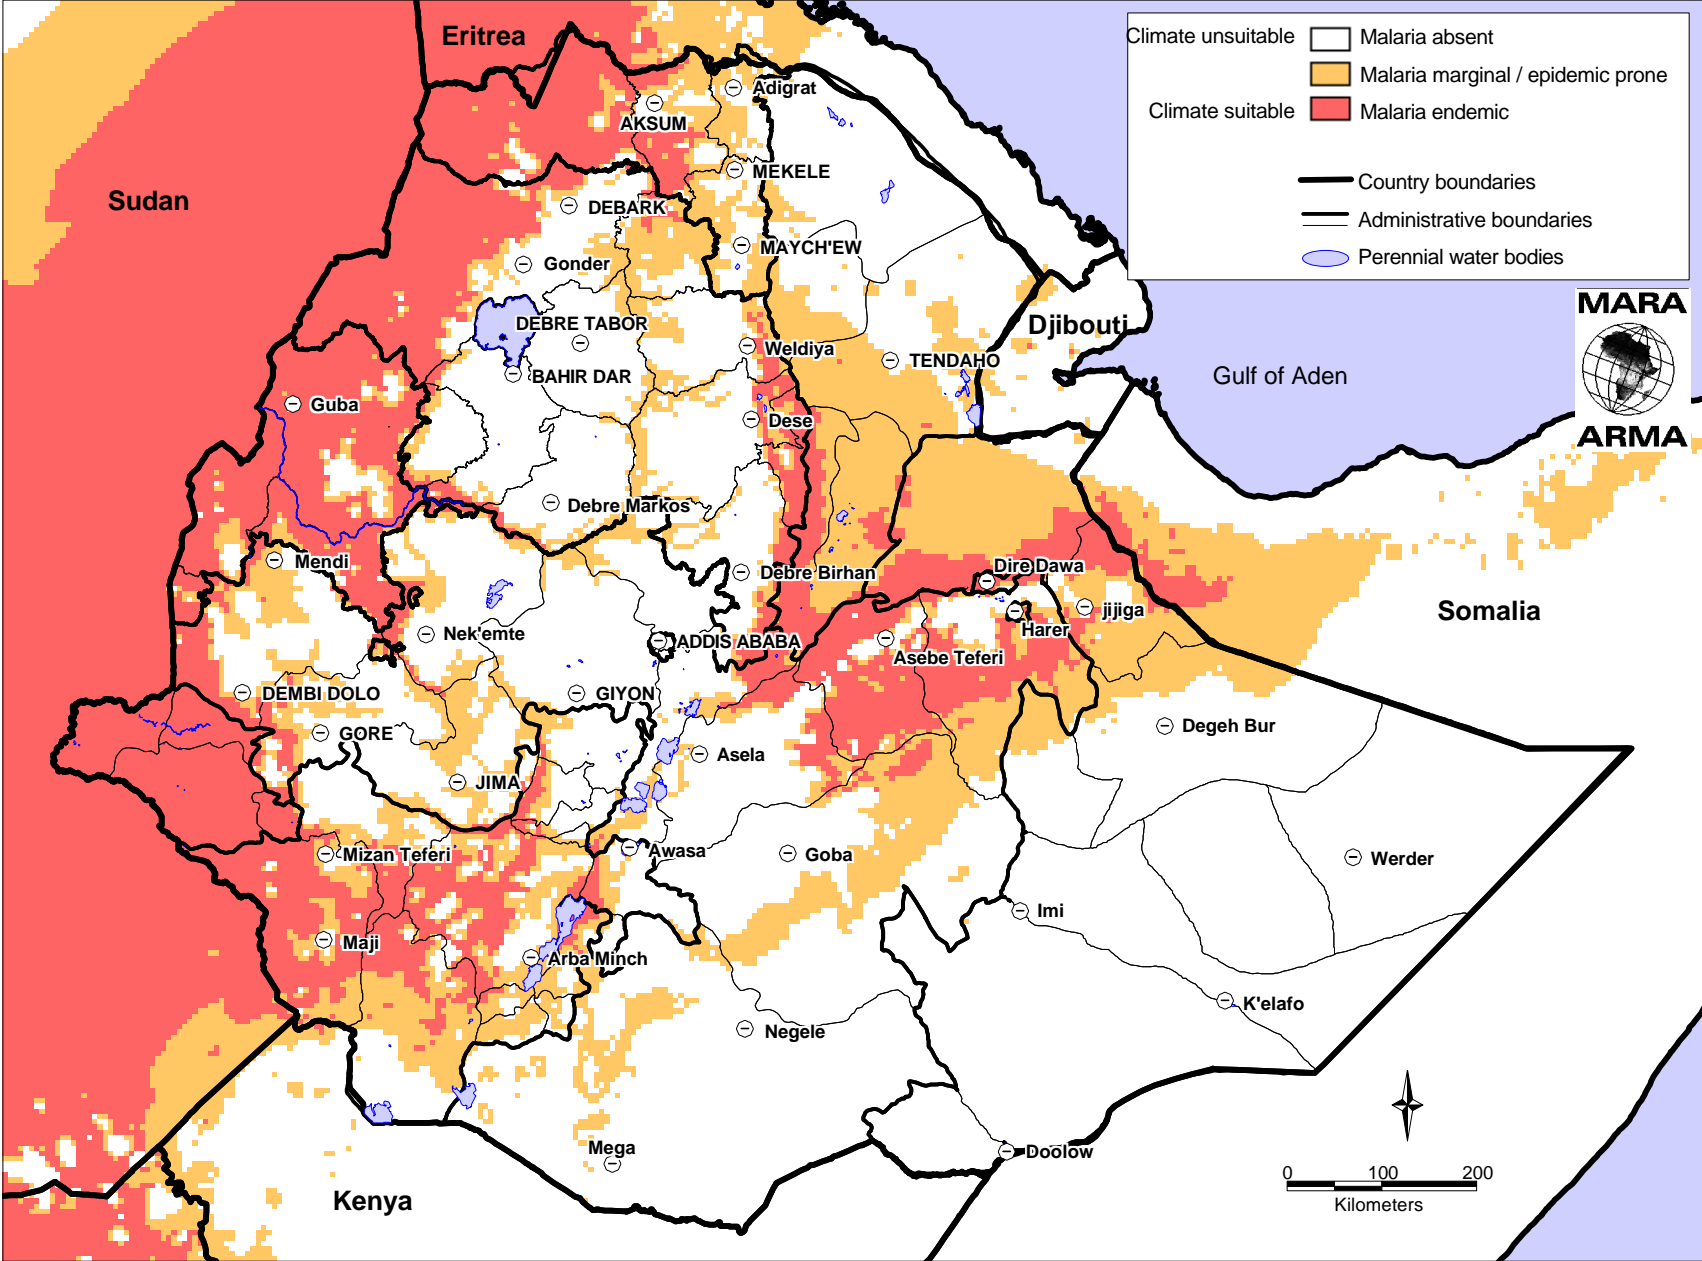 Eritrea
Climate unsuitable
Malaria absent
Malaria marginal / epidemic prone
Climate suitable
Malaria endemic
Country boundaries
Administrative boundaries
Perennial water bodies
Adigrat
AKSUM
MEKELE
Sudan
DEBARK
MAYCH'EW
Gonder
MARA
ARMA
DEBRE TABOR
Djibouti
Weldiya
TENDAHO
BAHIR DAR
Gulf of Aden
Guba
Dese
Debre Markos
Mendi
Debre Birhan
Dire Dawa
jijiga
Somalia
Nek'emte
Harer
ADDIS ABABA
Asebe Teferi
DEMBI DOLO
GIYON
GORE
Degeh Bur
Asela
JIMA
Mizan Teferi
Awasa
Goba
Werder
Imi
Maji
Arba Minch
K'elafo
Negele
Mega
Doolow
Kenya
0 100 200
Kilometers